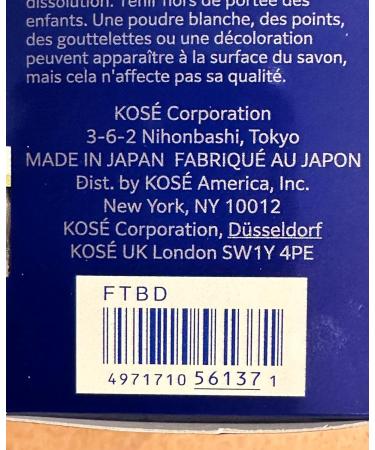 dissolution. Tenir hors de portée des
enfants. Une poudre blanche, des points,
des gouttelettes ou une décoloration
peuvent apparaître à la surface du savon,
mais cela n'affecte pas sa qualité.
KOSÉ Corporation
3-6-2 Nihonbashi, Tokyo
MADE IN JAPAN FABRIQUÉ AU JAPON
Dist. by KOSÉ America, Inc.
New York, NY 10012
KOSÉ Corporation, Düsseldorf
KOSÉ UK London SW1Y 4PE
FTBD
4971710 56137 1